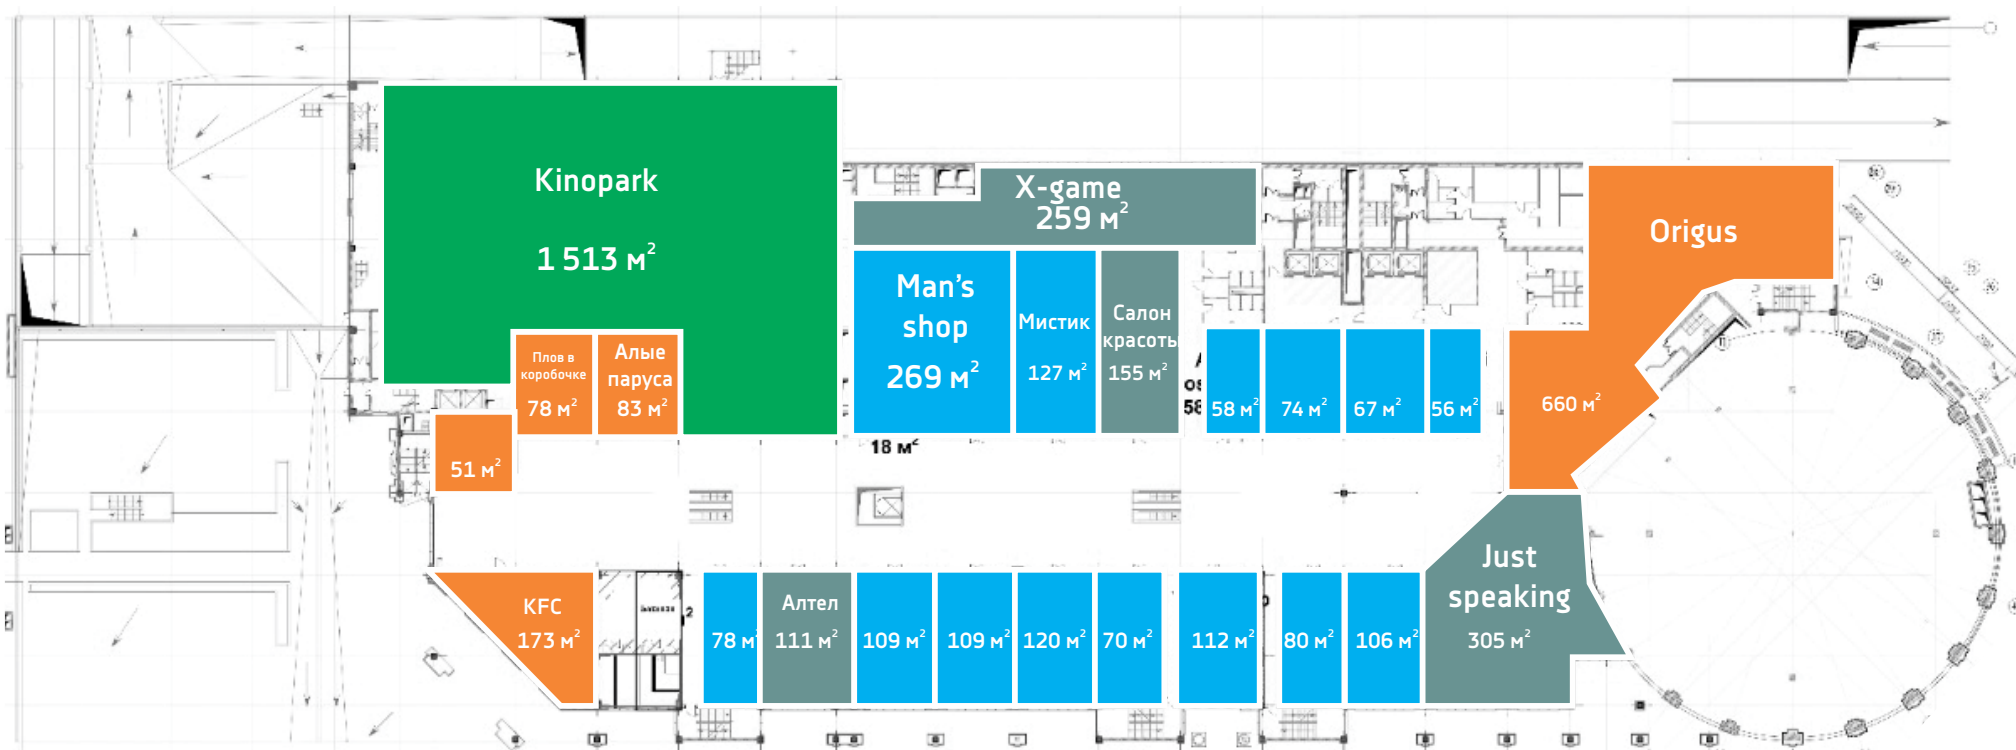 Kinopark
1 513 м²
X-game
259 м²
Origus
660 м²
Man's
shop
269 м²
Мистик
127 м²
Салон
красоты
155 м²
58 м²
74 м²
67 м²
56 м²
Плов в
коробочке
78 м²
Алые
паруса
83 м²
51 м²
18 м²
KFC
173 м²
78 м²
Алтел
111 м²
109 м²
109 м²
120 м²
70 м²
112 м²
80 м²
106 м²
Just
speaking
305 м²